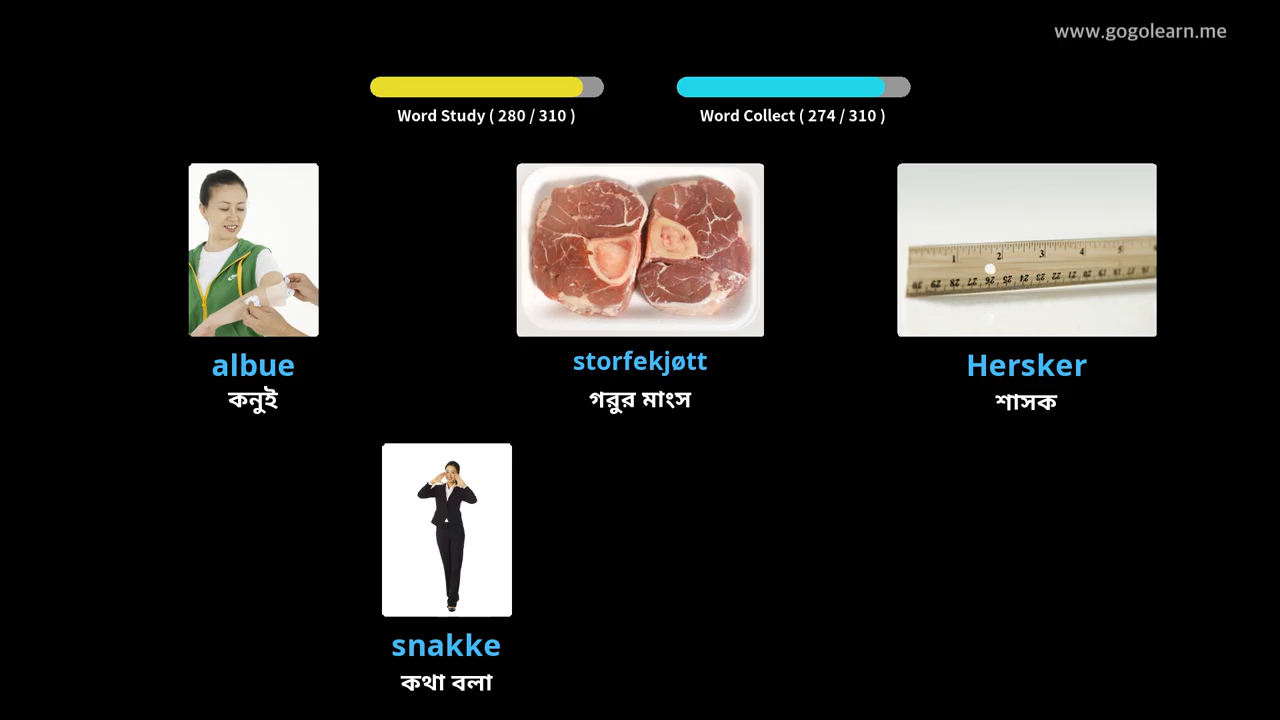 www.gogolearn.me
Word Study ( 280 / 310 )
Word Collect ( 274 / 310 )
albue
কনুই
storfekjøtt
গরুর মাংস
Hersker
শাসক
snakke
কথা বলা